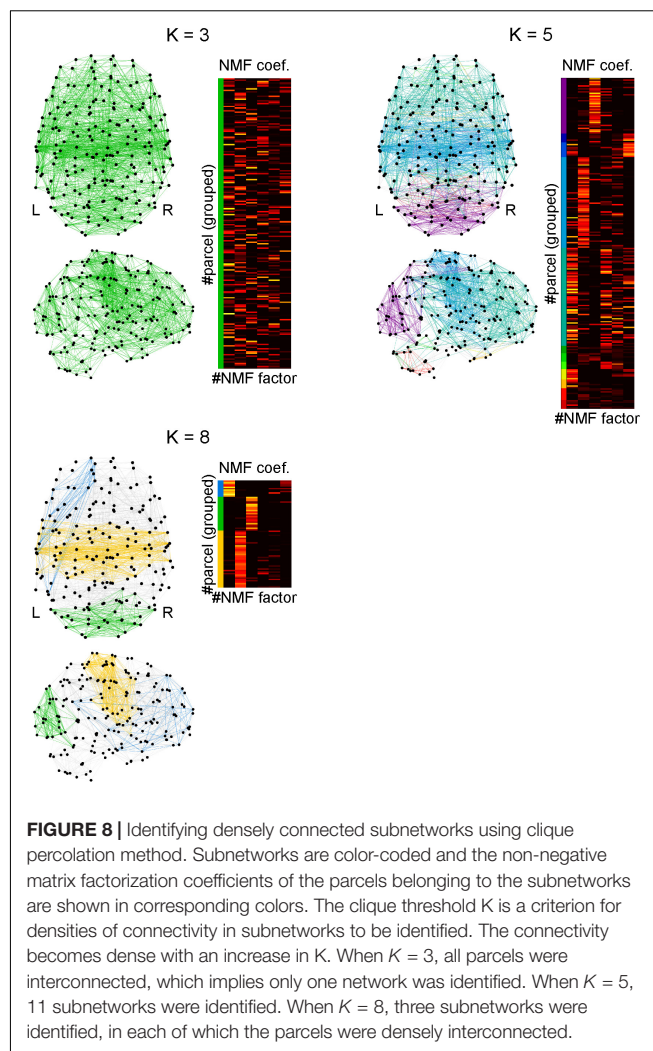 K = 3
NMF coef.
#parcel (grouped)
L
R
#NMF factor
K = 5
NMF coef.
#parcel (grouped)
L
R
#NMF factor
K = 8
NMF coef.
#parcel (grouped)
L
R
#NMF factor
FIGURE 8 | Identifying densely connected subnetworks using clique
percolation method. Subnetworks are color-coded and the non-negative
matrix factorization coefficients of the parcels belonging to the subnetworks
are shown in corresponding colors. The clique threshold K is a criterion for
densities of connectivity in subnetworks to be identified. The connectivity
becomes dense with an increase in K. When K = 3, all parcels were
interconnected, which implies only one network was identified. When K = 5,
11 subnetworks were identified. When K = 8, three subnetworks were
identified, in each of which the parcels were densely interconnected.